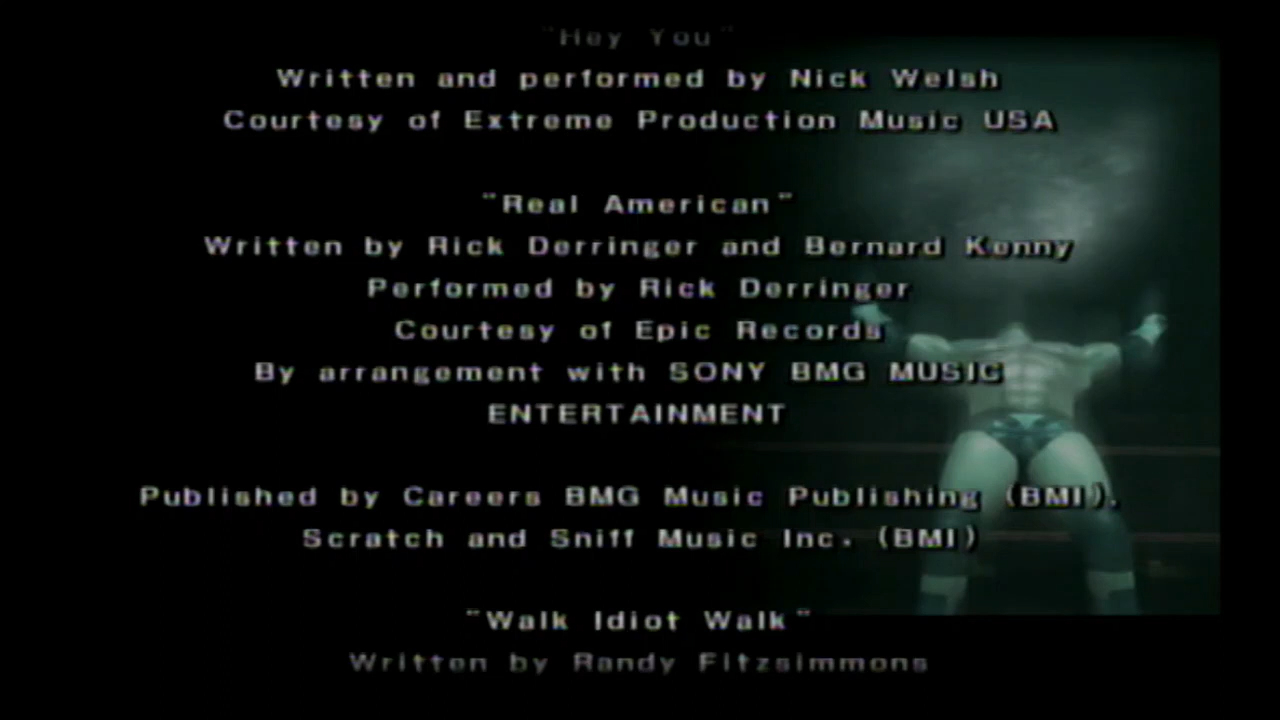 "Hey You"
Written and performed by Nick Welsh
Courtesy of Extreme Production Music USA
"Real American"
Written by Rick Derringer and Bernard Kenny
Performed by Rick Derringer
Courtesy of Epic Records
By arrangement with SONY BMG MUSIC
ENTERTAINMENT
Published by Careers BMG Music Publishing (BMI),
Scratch and Sniff Music Inc. (BMI)
"Walk Idiot Walk"
Written by Randy Fitzsimmons